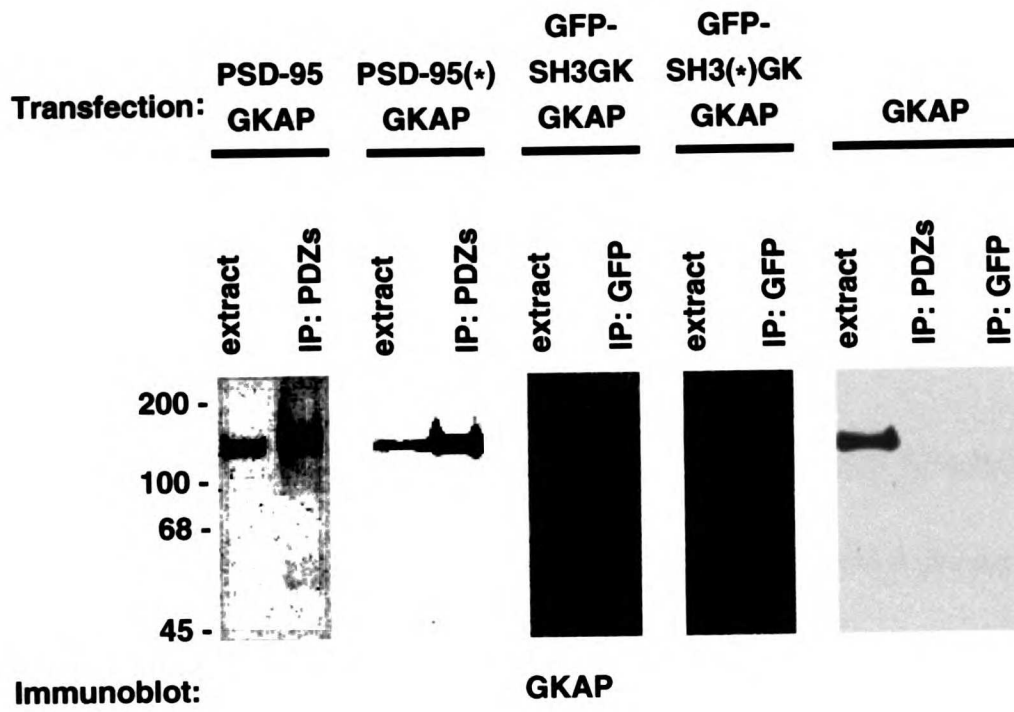 GFP- GFP-
PSD-95 PSD-95(*) SH3GK SH3(*)GK
Transfection: GKAP GKAP GKAP GKAP GKAP
extract IP: PDZs extract IP: PDZs extract IP: GFP extract IP: GFP extract IP: PDZs IP: GFP
200 -
100 -
68 -
45 -
Immunoblot: GKAP